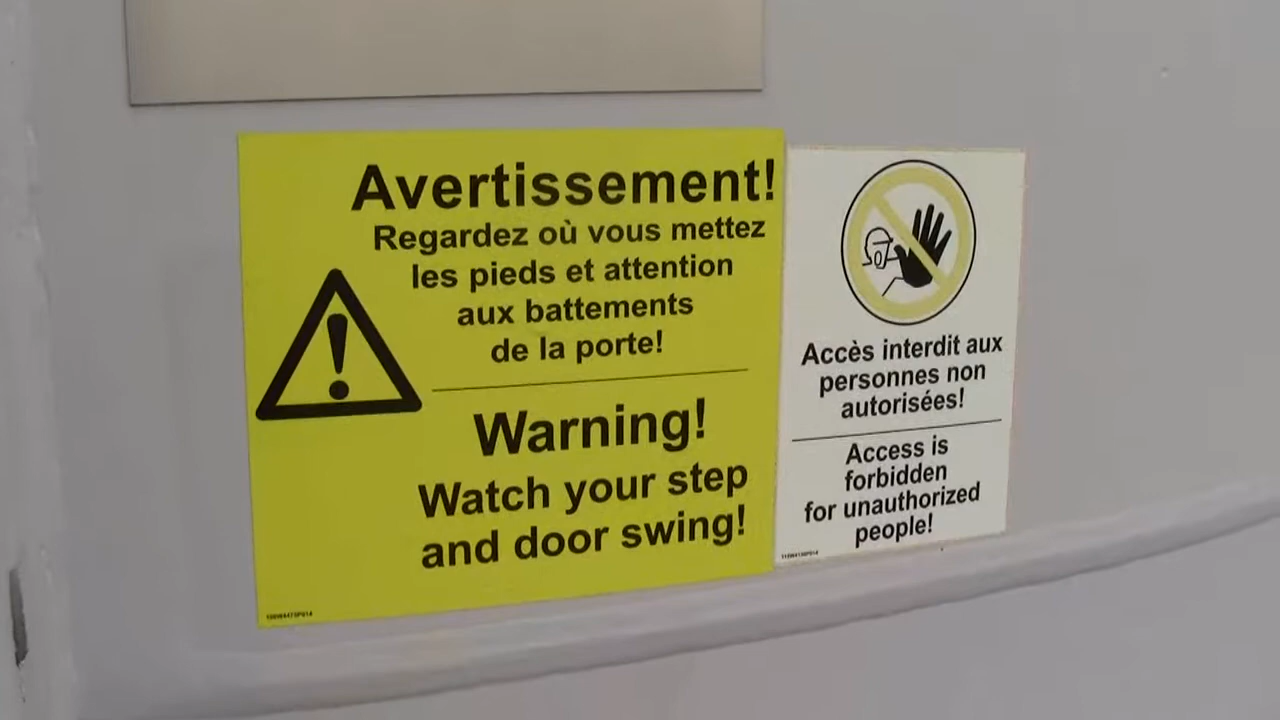 Avertissement!
Regardez où vous mettez
les pieds et attention
aux battements
de la porte!
Warning!
Watch your step
and door swing!
Accès interdit aux
personnes non
autorisées!
Access is
forbidden
for unauthorized
people!